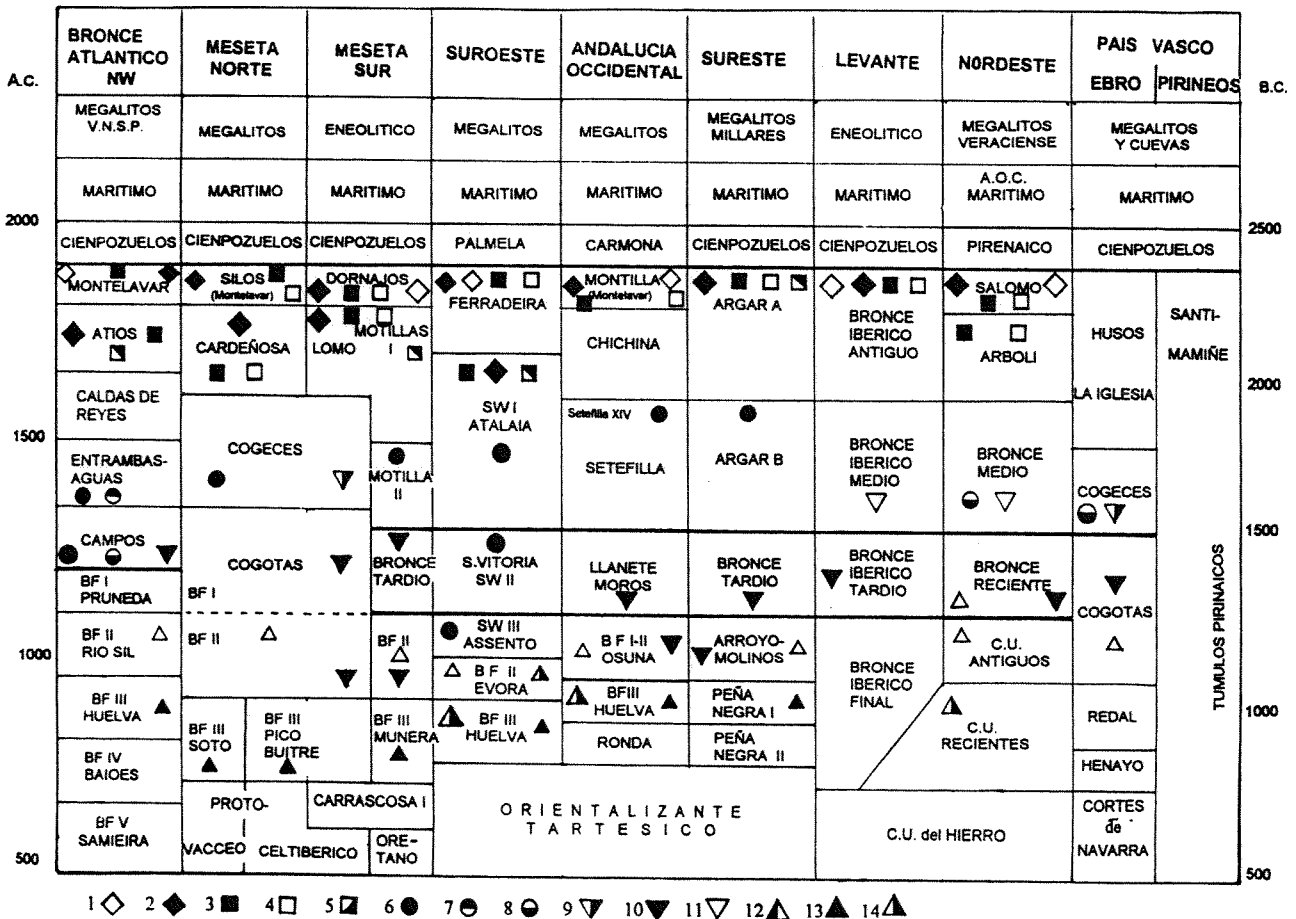 A.C.
B.C.
BRONCE
ATLANTICO
NW
MESETA
NORTE
MESETA
SUR
SUROESTE
ANDALUCIA
OCCIDENTAL
SURESTE
LEVANTE
NORDESTE
PAIS VASCO
EBRO PIRINEOS
MEGALITOS
V.N.S.P.
MEGALITOS
ENEOLITICO
MEGALITOS
MEGALITOS
MEGALITOS
MILLARES
ENEOLITICO
MEGALITOS
VERACIENSE
MEGALITOS
Y CUEVAS
MARITIMO
MARITIMO
MARITIMO
MARITIMO
MARITIMO
MARITIMO
MARITIMO
A.O.C.
MARITIMO
MARITIMO
2000
2500
CIENPOZUELOS
CIENPOZUELOS
CIENPOZUELOS
PALMELA
CARMONA
CIENPOZUELOS
CIENPOZUELOS
PIRENAICO
CIENPOZUELOS
MONTELAVAR
SILOS
(Montelavar)
DORNAJOS
FERRADEIRA
MONTILLA
(Montelavar)
ARGAR A
BRONCE
IBERICO
ANTIGUO
SALOMO
HUSOS
SANTI-
MAMIÑE
ATIOS
CARDEÑOSA
LOMO
MOTILLAS
I
CHICHINA
ARBOLI
2000
CALDAS DE
REYES
SW I
ATALAIA
LA IGLESIA
Setefilla XIV
1500
COGECES
SETEFILLA
ARGAR B
BRONCE
IBERICO
MEDIO
BRONCE
MEDIO
ENTRAMBAS-
AGUAS
MOTILLA
II
COGECES
1500
CAMPOS
COGOTAS
BRONCE
TARDIO
S.VITORIA
SW II
LLANETE
MOROS
BRONCE
TARDIO
BRONCE
IBERICO
TARDIO
BRONCE
RECIENTE
COGOTAS
BF I
PRUNEDA
BF I
BF II
RIO SIL
BF II
BF II
SW III
ASSENTO
B F I-II
OSUNA
ARROYO-
MOLINOS
BRONCE
IBERICO
FINAL
C.U.
ANTIGUOS
1000
B F II
EVORA
BF III
HUELVA
BF III
SOTO
BF III
PICO
BUITRE
BF III
MUNERA
BF III
HUELVA
BFIII
HUELVA
PEÑA
NEGRA I
C.U.
RECIENTES
REDAL
1000
TUMULOS PIRINAICOS
RONDA
PEÑA
NEGRA II
BF IV
BAIOES
HENAYO
PROTO-
CARRASCOSA I
ORIENTALIZANTE
TARTESICO
C.U. del HIERRO
CORTES
de
NAVARRA
BF V
SAMIEIRA
VACCEO
CELTIBERICO
ORE-
TANO
500
500
1 2 3 4 5 6 7 8 9 10 11 12 13 14